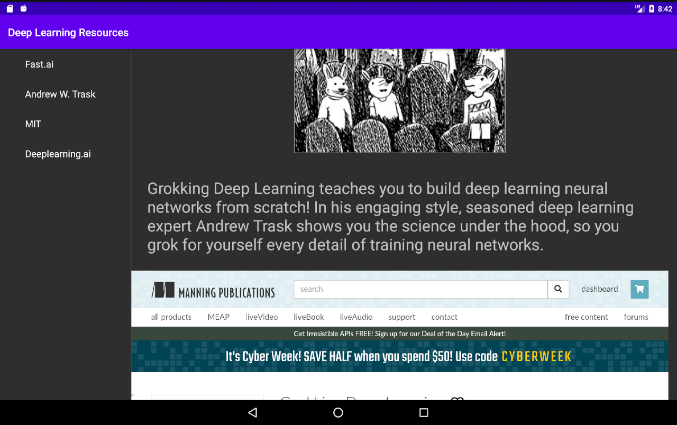 8:42
Deep Learning Resources
Fast.ai
Andrew W. Trask
MIT
Deeplearning.ai
Grokking Deep Learning teaches you to build deep learning neural
networks from scratch! In his engaging style, seasoned deep learning
expert Andrew Trask shows you the science under the hood, so you
grok for yourself every detail of training neural networks.
MANNING PUBLICATIONS
search
dashboard
all products MEAP liveVideo liveBook liveAudio support contact free content forums
Get Irresistible APIs FREE! Sign up for our Deal of the Day Email Alert!
It's Cyber Week! SAVE HALF when you spend $50! Use code CYBERWEEK